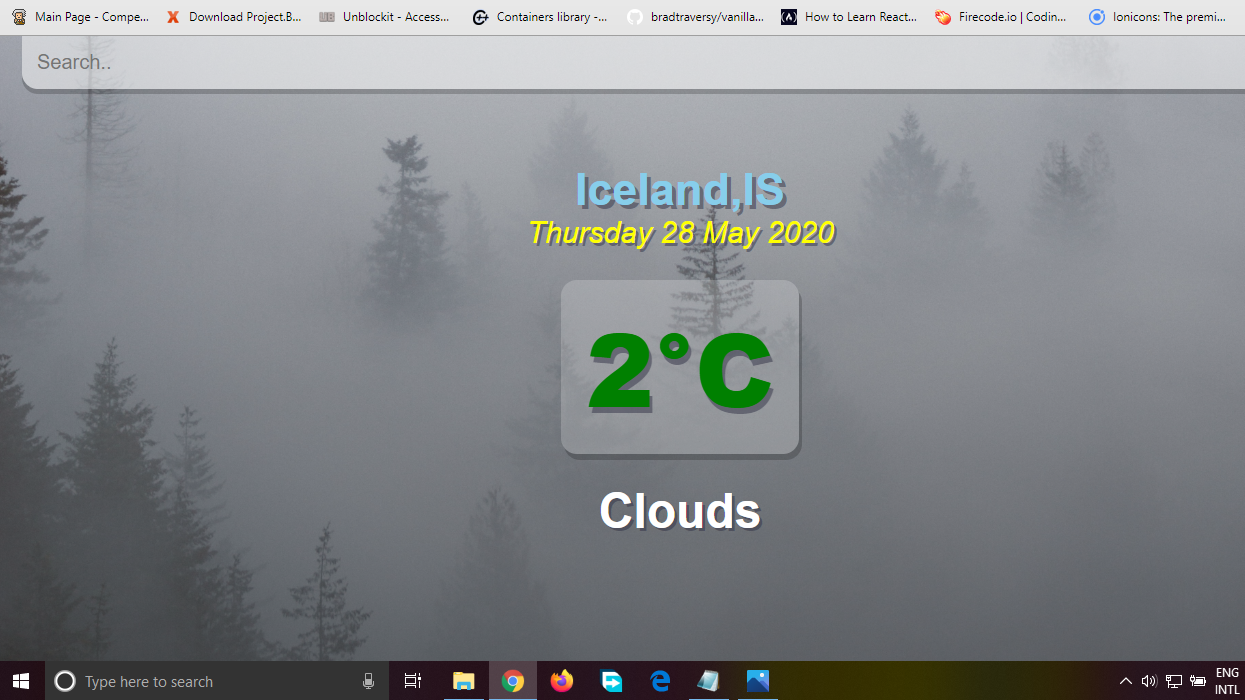 Main Page - Compe...
Download Project.B...
Unblockit - Access...
Containers library -...
bradtraversy/vanilla...
How to Learn React...
Firecode.io | Codin...
Ionicons: The premi...
Search..
Iceland,IS
Thursday 28 May 2020
2°C
Clouds
Type here to search
ENG
INTL